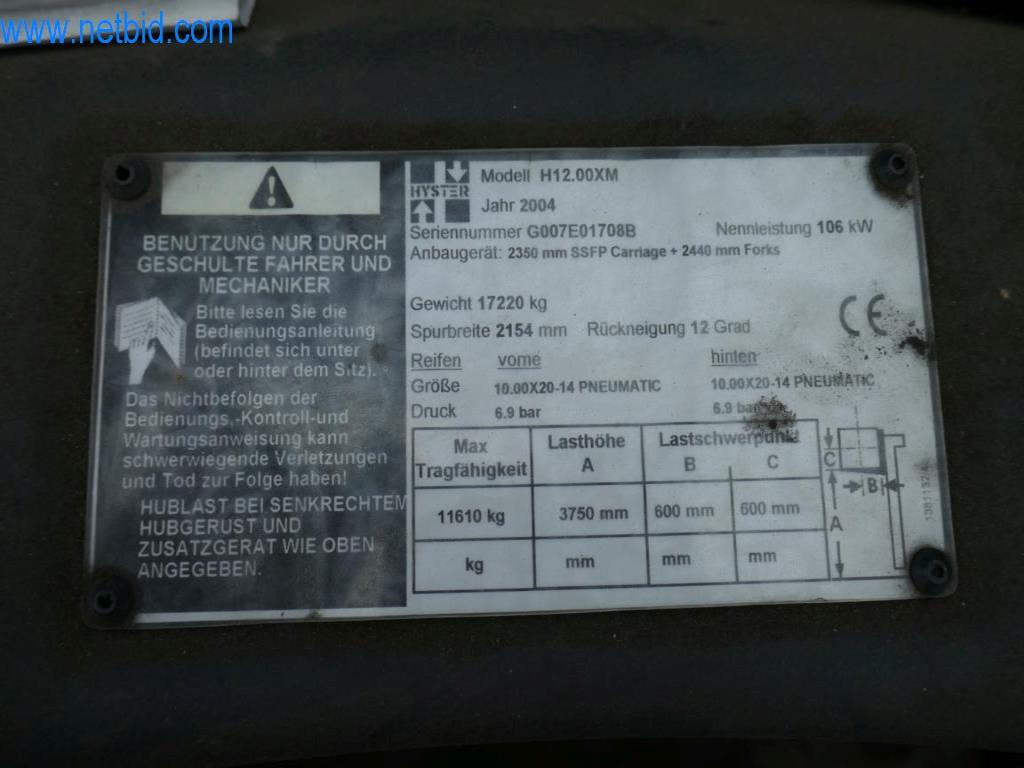 www.netbid.com
BENUTZUNG NUR DURCH
GESCHULTE FAHRER UND
MECHANIKER
Bitte lesen Sie die
Bedienungsanleitung
(befindet sich unter
oder hinter dem Sitz).
Das Nichtbefolgen der
Bedienungs.-Kontroll-und
Wartungsanweisung kann
schwerwiegende Verletzungen
und Tod zur Folge haben!
HUBLAST BEI SENKRECHTEM
HUBGERUST UND
ZUSATZGERAT WIE OBEN
ANGEGEBEN.
HYSTER
Modell H12.00XM
Jahr 2004
Seriennummer G007E01708B Nennleistung 106 kW
Anbaugerät: 2350 mm SSFP Carriage + 2440 mm Forks
Gewicht 17220 kg
Spurbreite 2154 mm Rückneigung 12 Grad
CE
Reifen vorne hinten
Größe 10.00X20-14 PNEUMATIC 10.00X20-14 PNEUMATIC
Druck 6.9 bar 6.9 bar
Max Tragfähigkeit Lasthöhe A Lastschwerpunkt B C
11610 kg 3750 mm 600 mm 600 mm
kg mm mm mm
C
B
A